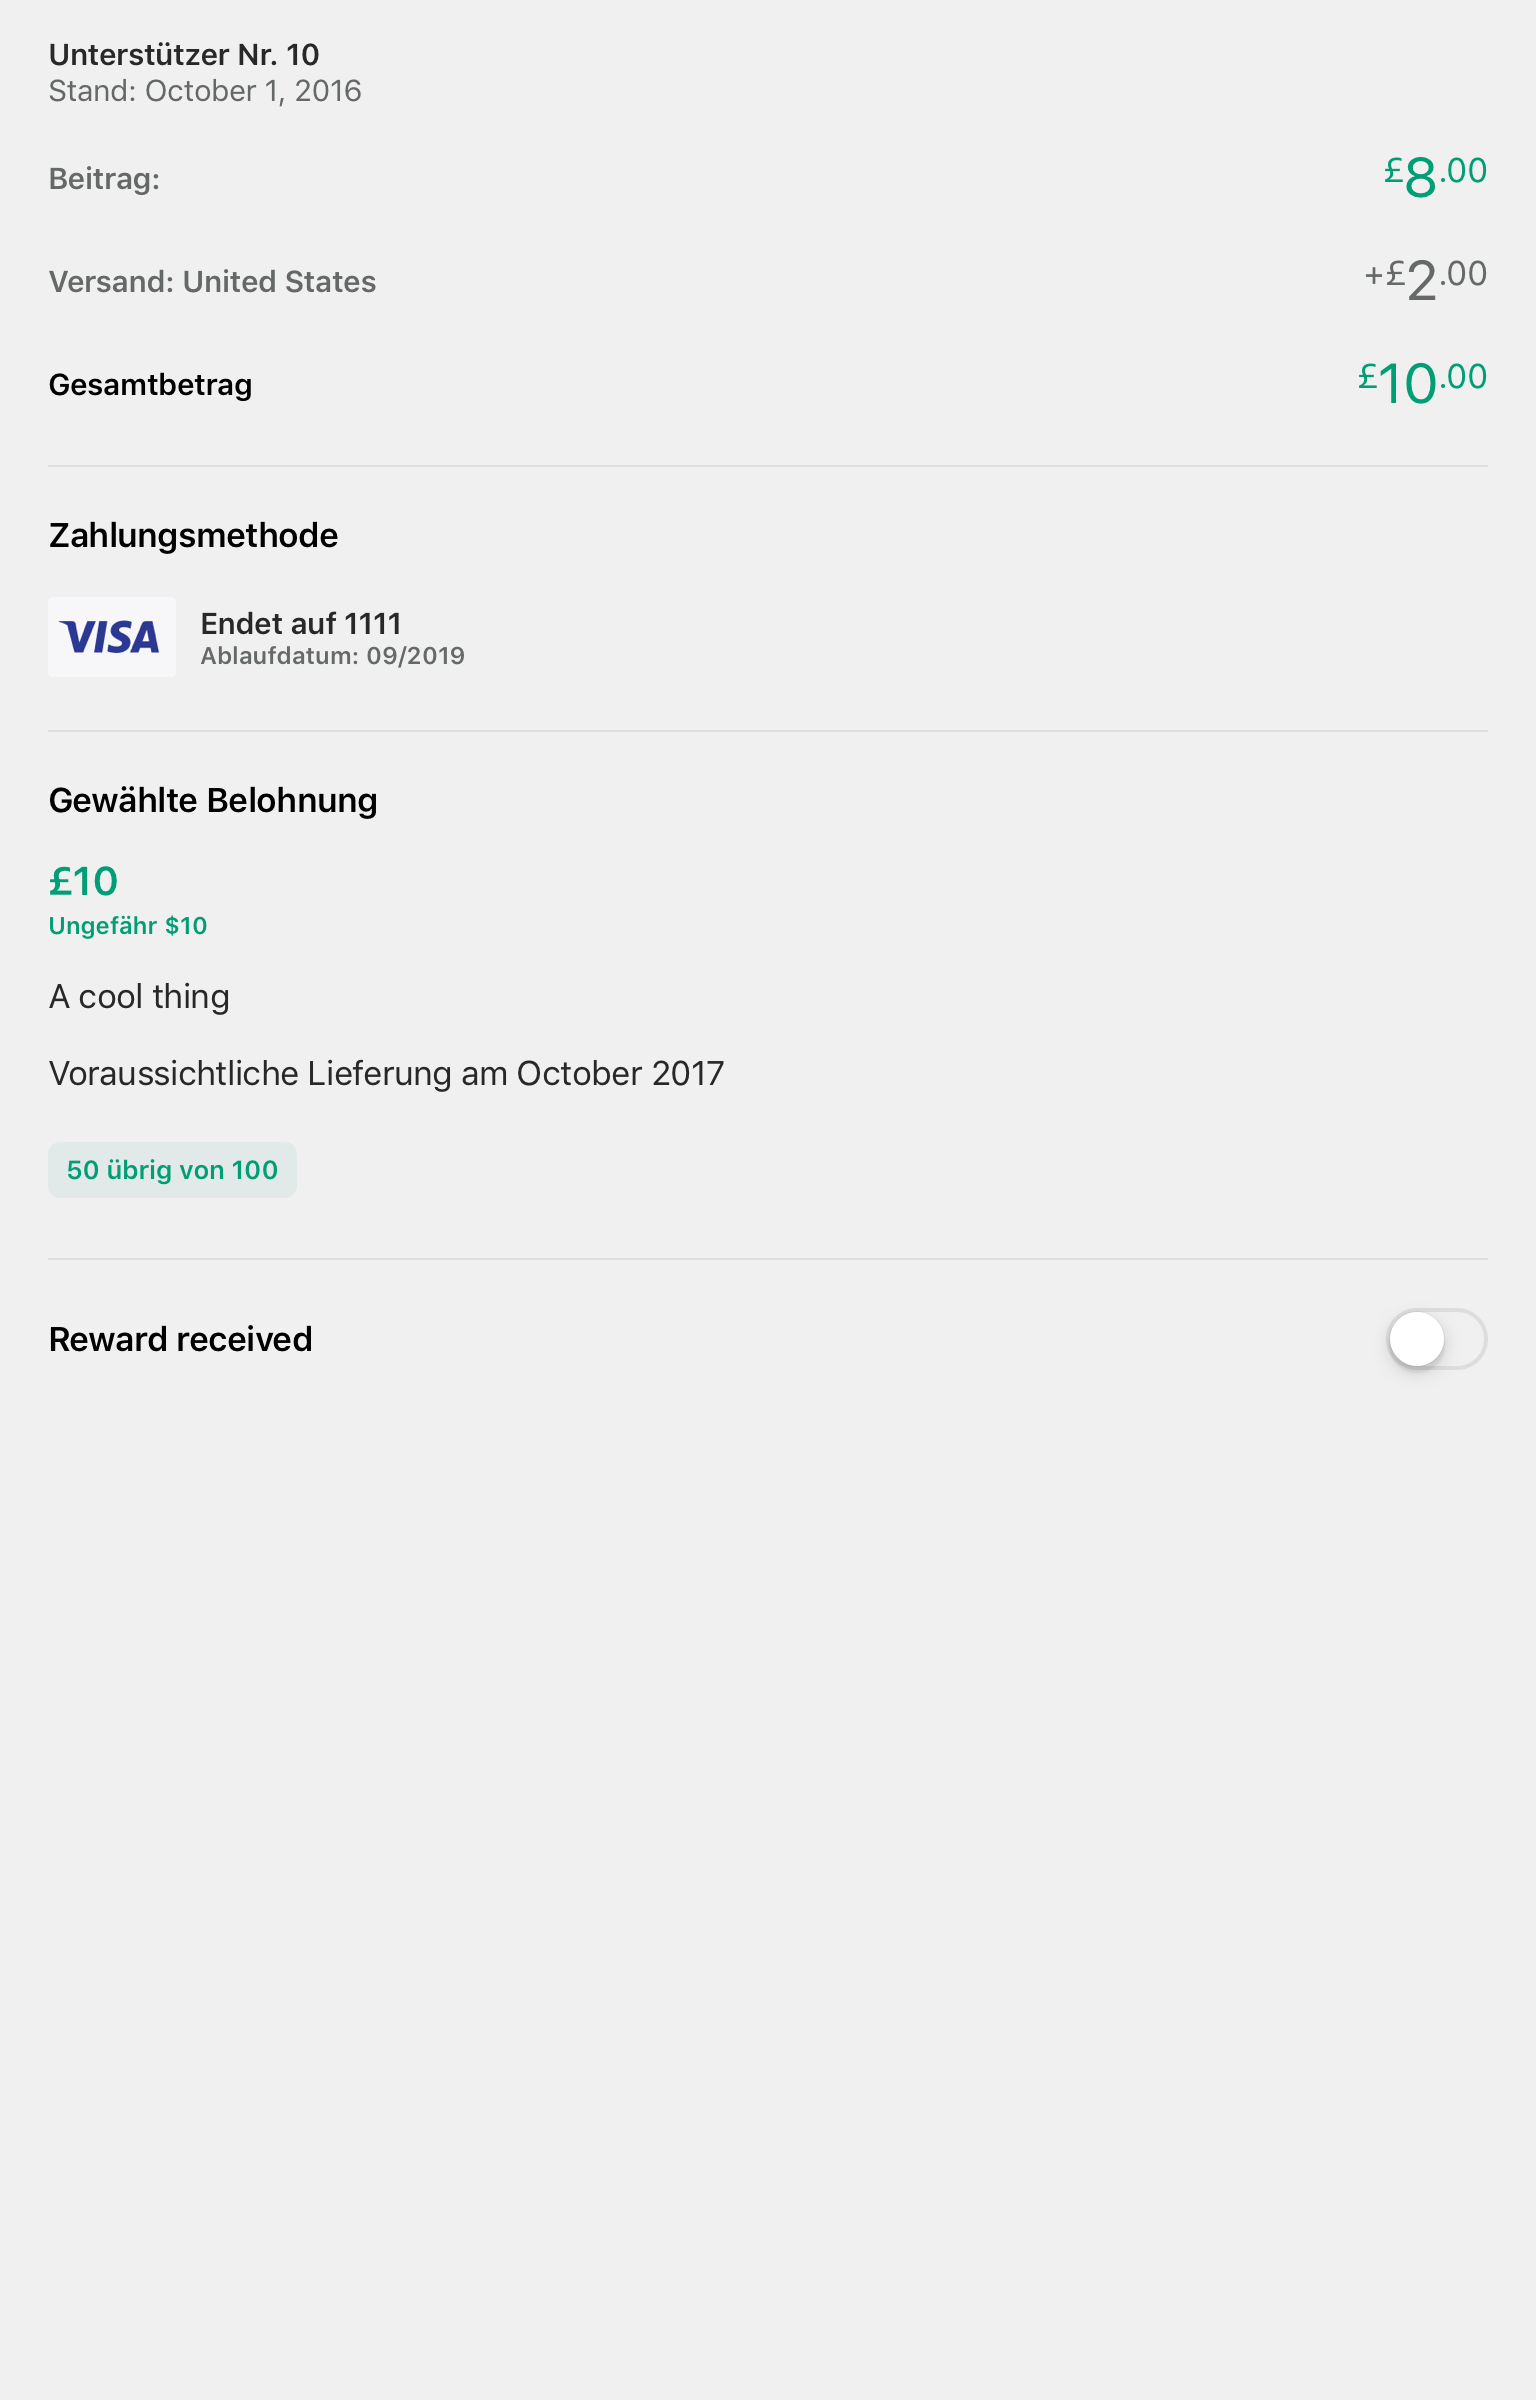 Unterstützer Nr. 10
Stand: October 1, 2016
Beitrag: £8.00
Versand: United States +£2.00
Gesamtbetrag £10.00
Zahlungsmethode
VISA
Endet auf 1111
Ablaufdatum: 09/2019
Gewählte Belohnung
£10
Ungefähr $10
A cool thing
Voraussichtliche Lieferung am October 2017
50 übrig von 100
Reward received